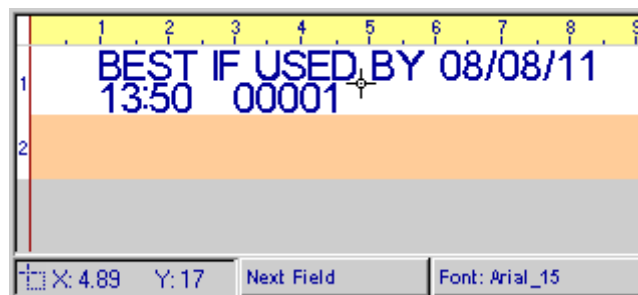 1 2 3 4 5 6 7 8 9
1
BEST IF USED BY 08/08/11
13:50 00001
2
X: 4.89 Y: 17 Next Field Font: Arial_15